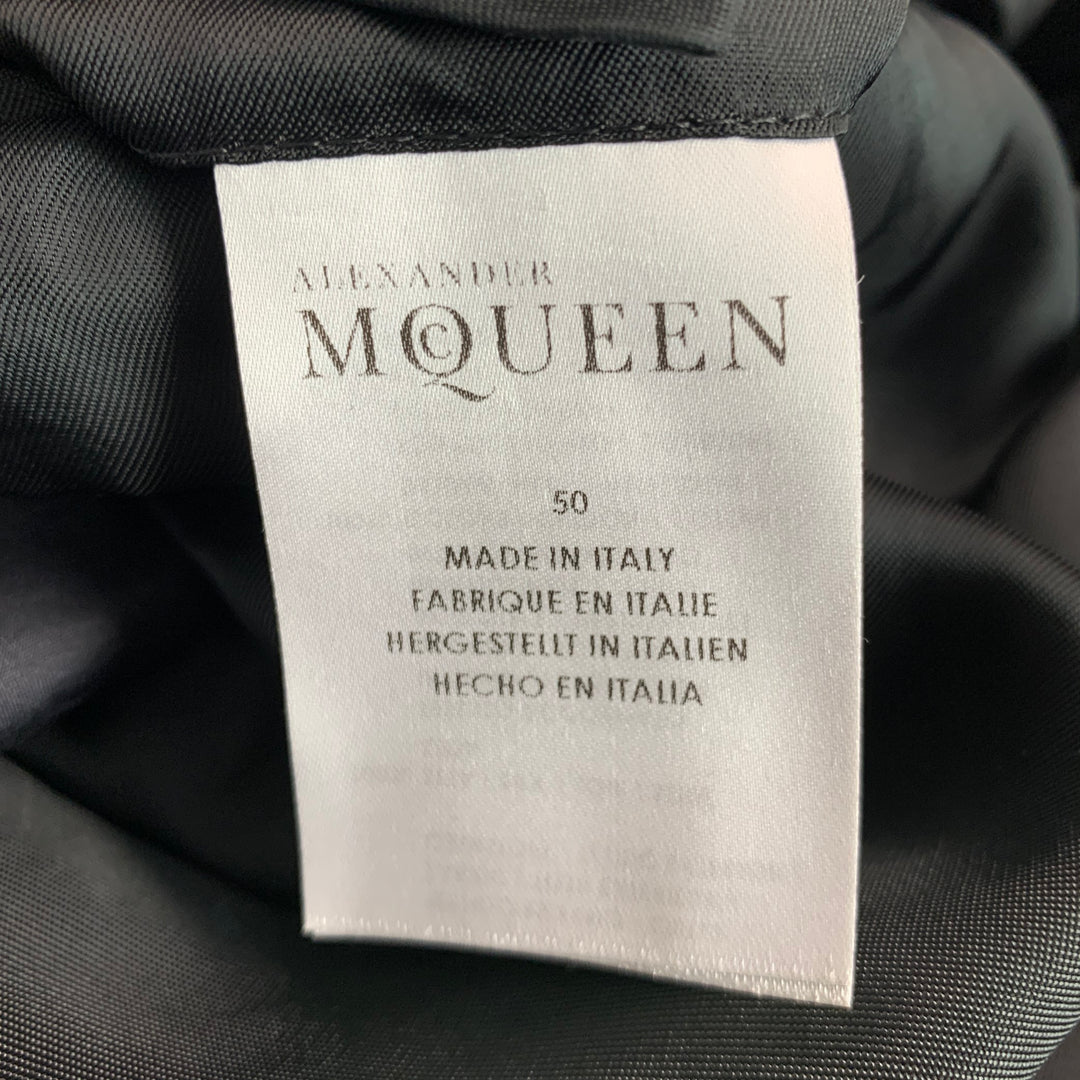 ALEXANDER
McQUEEN
50
MADE IN ITALY
FABRIQUE EN ITALIE
HERGESTELLT IN ITALIEN
HECHO EN ITALIA